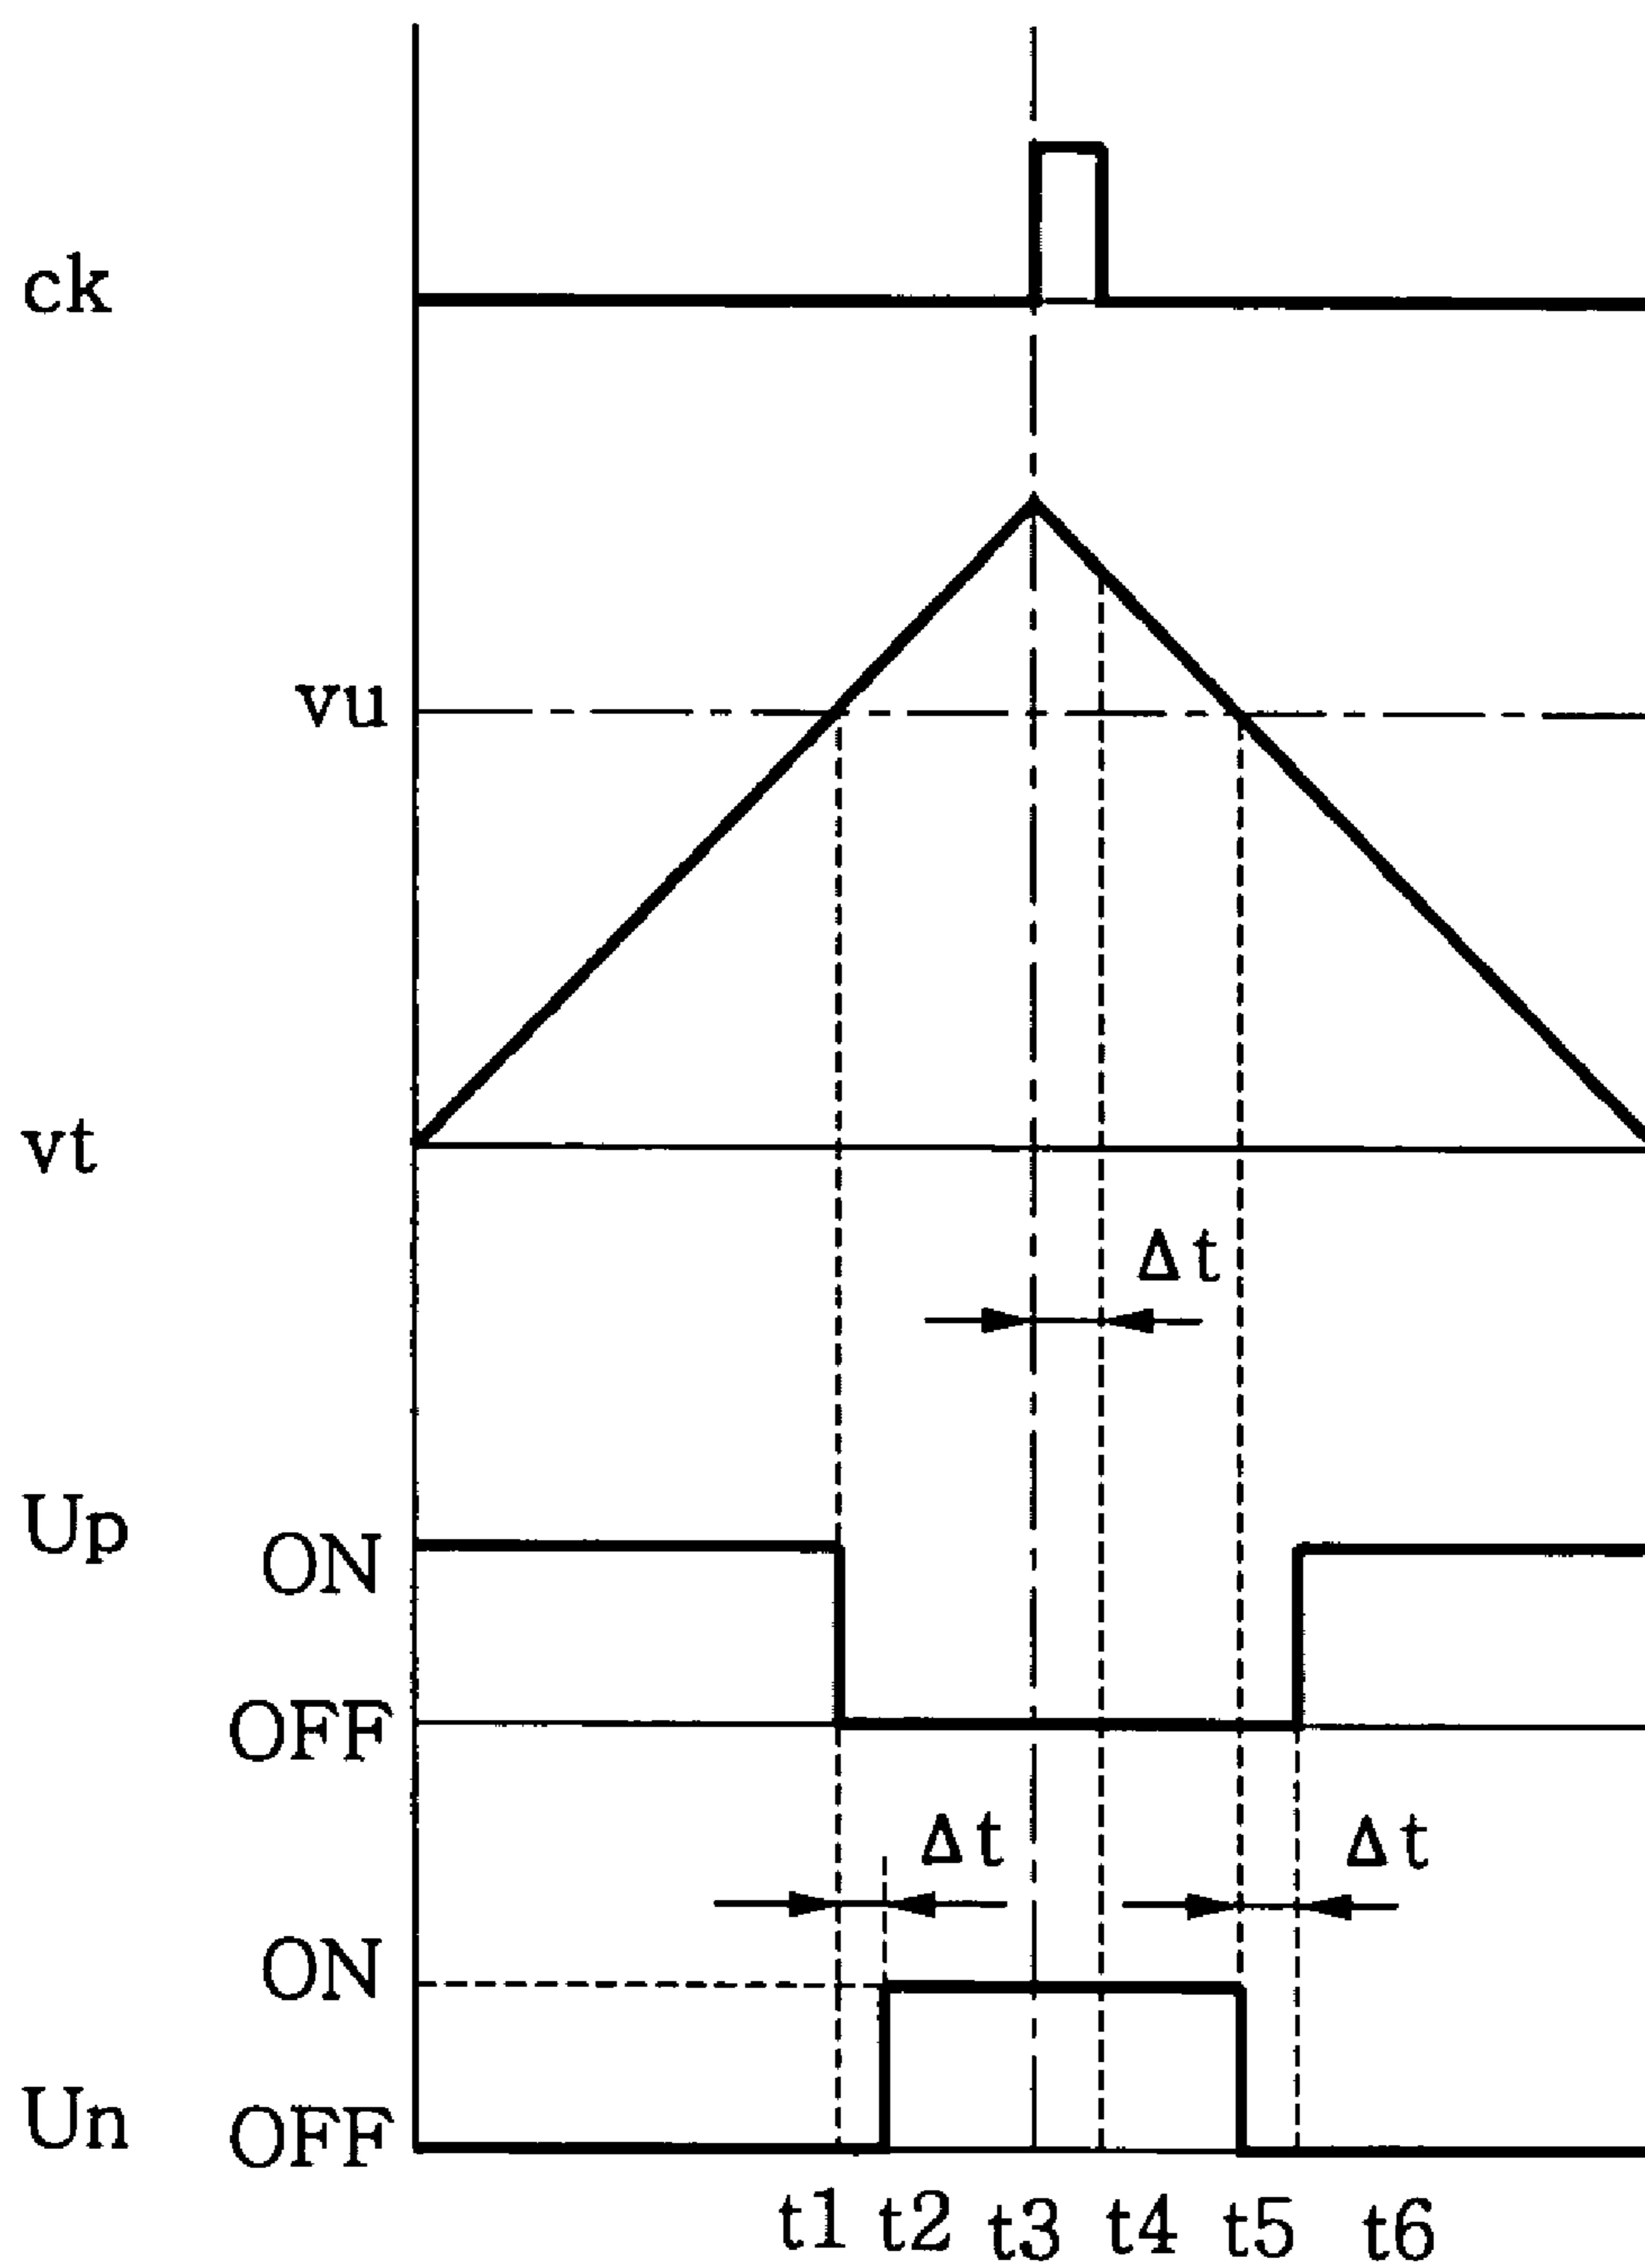 ck
vu
vt
Δt
Up
ON
OFF
Δt Δt
ON
Un OFF
t1 t2 t3 t4 t5 t6